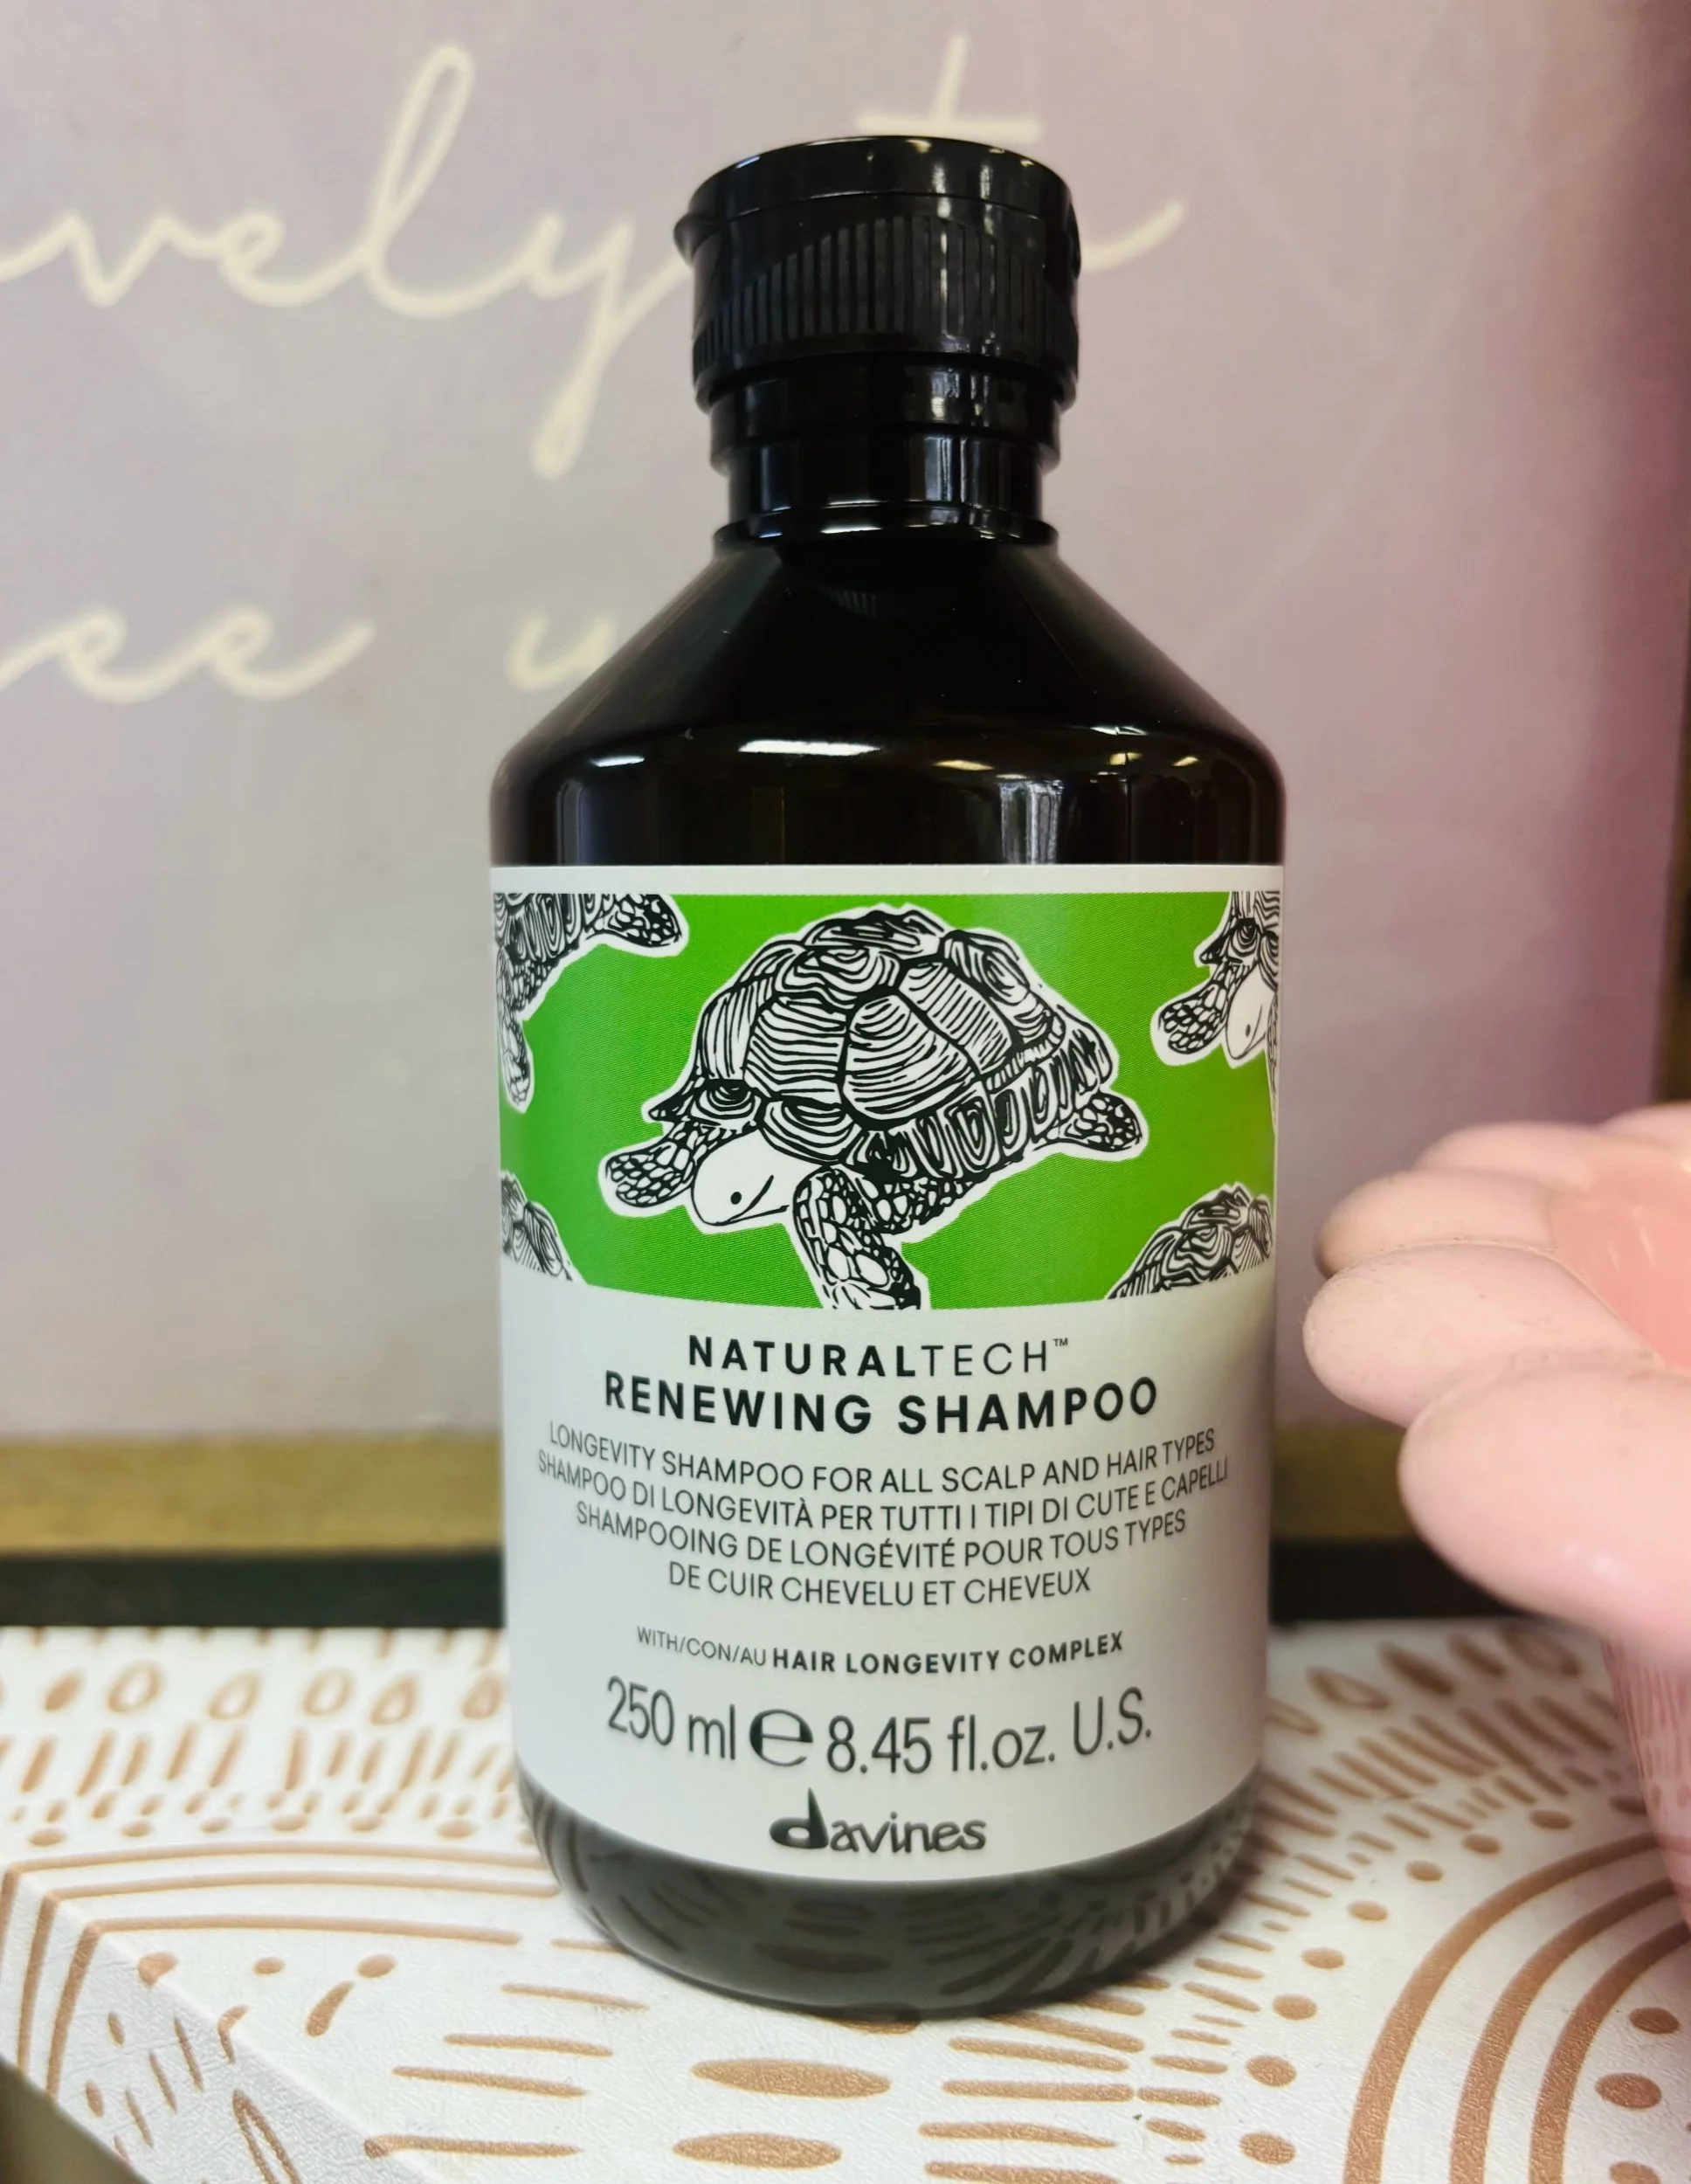 vely t
ee u
NATURALTECH™
RENEWING SHAMPOO
LONGEVITY SHAMPOO FOR ALL SCALP AND HAIR TYPES
SHAMPOO DI LONGEVITÀ PER TUTTI I TIPI DI CUTE E CAPELLI
SHAMPOOING DE LONGÉVITÉ POUR TOUS TYPES
DE CUIR CHEVELU ET CHEVEUX
WITH/CON/AU HAIR LONGEVITY COMPLEX
250 ml ℮ 8.45 fl.oz. U.S.
davines